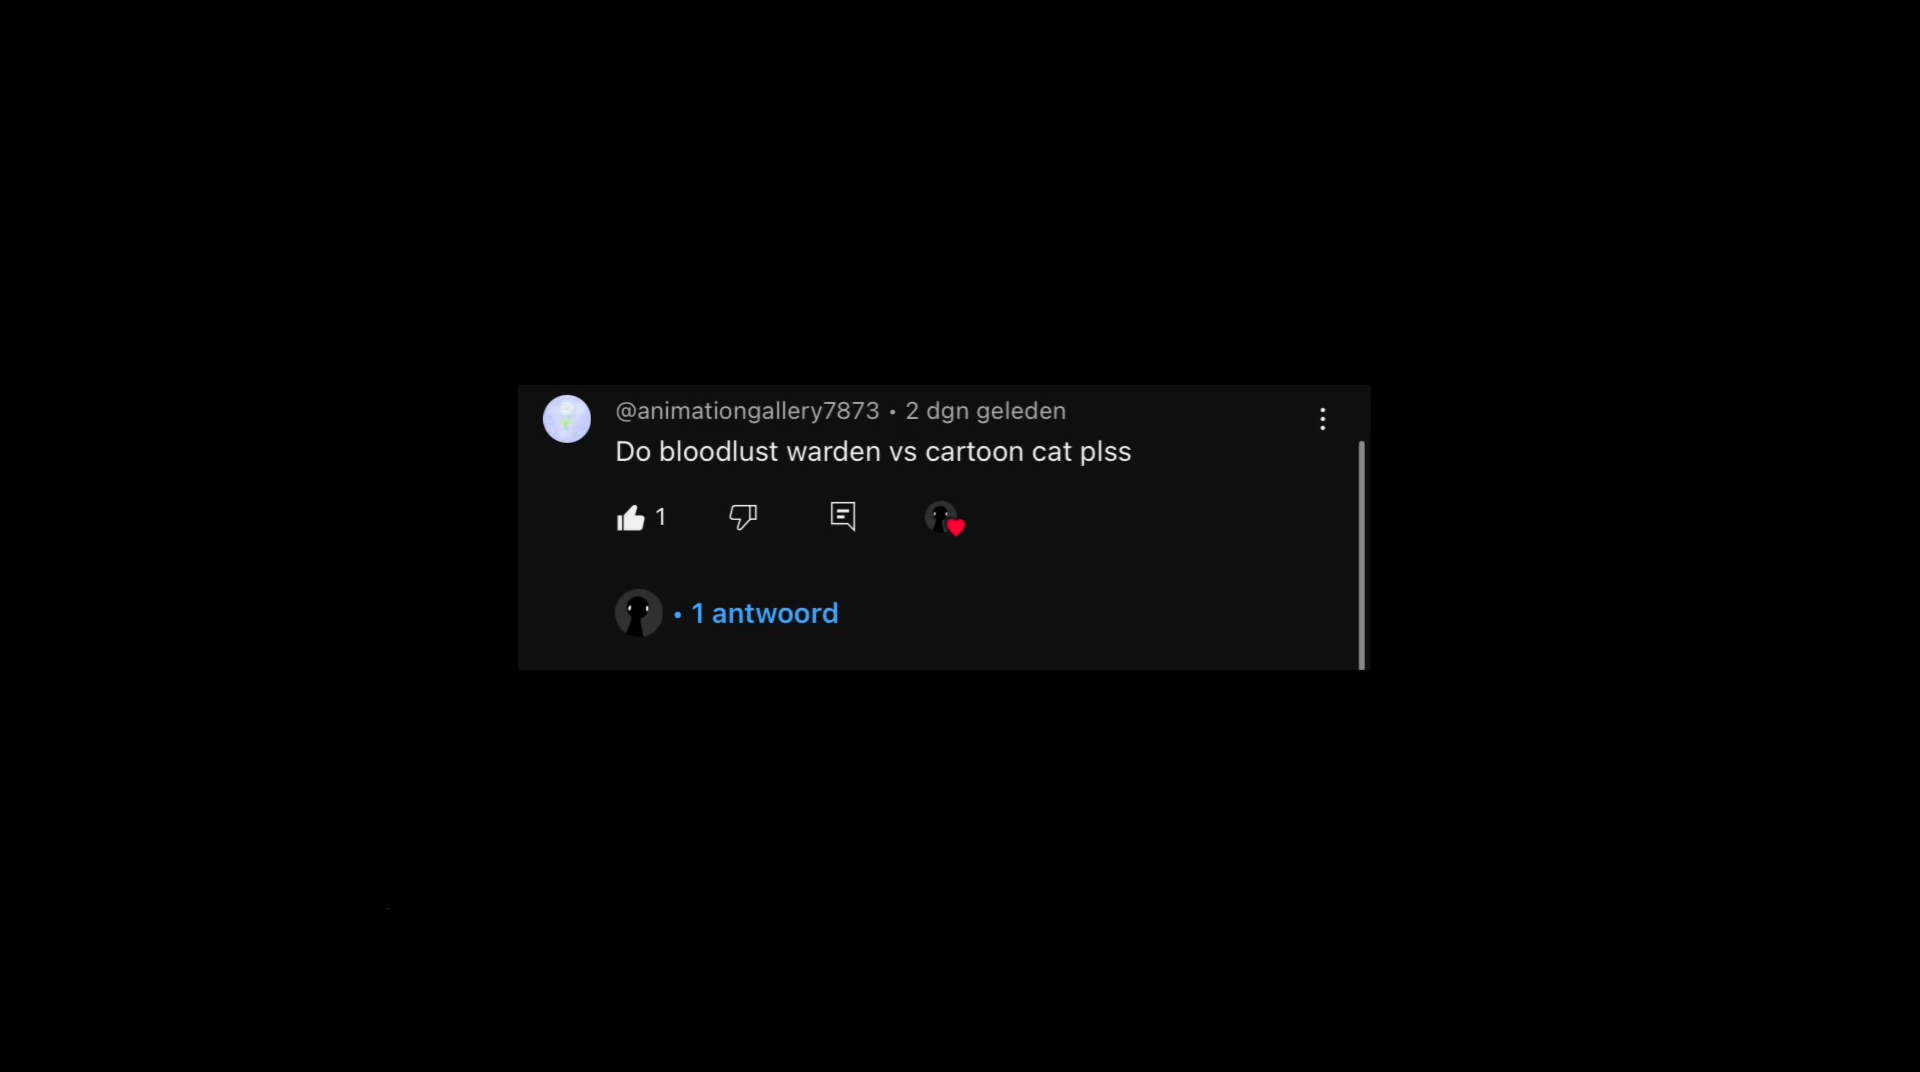 @animationgallery7873 • 2 dgn geleden
Do bloodlust warden vs cartoon cat plss
1
• 1 antwoord